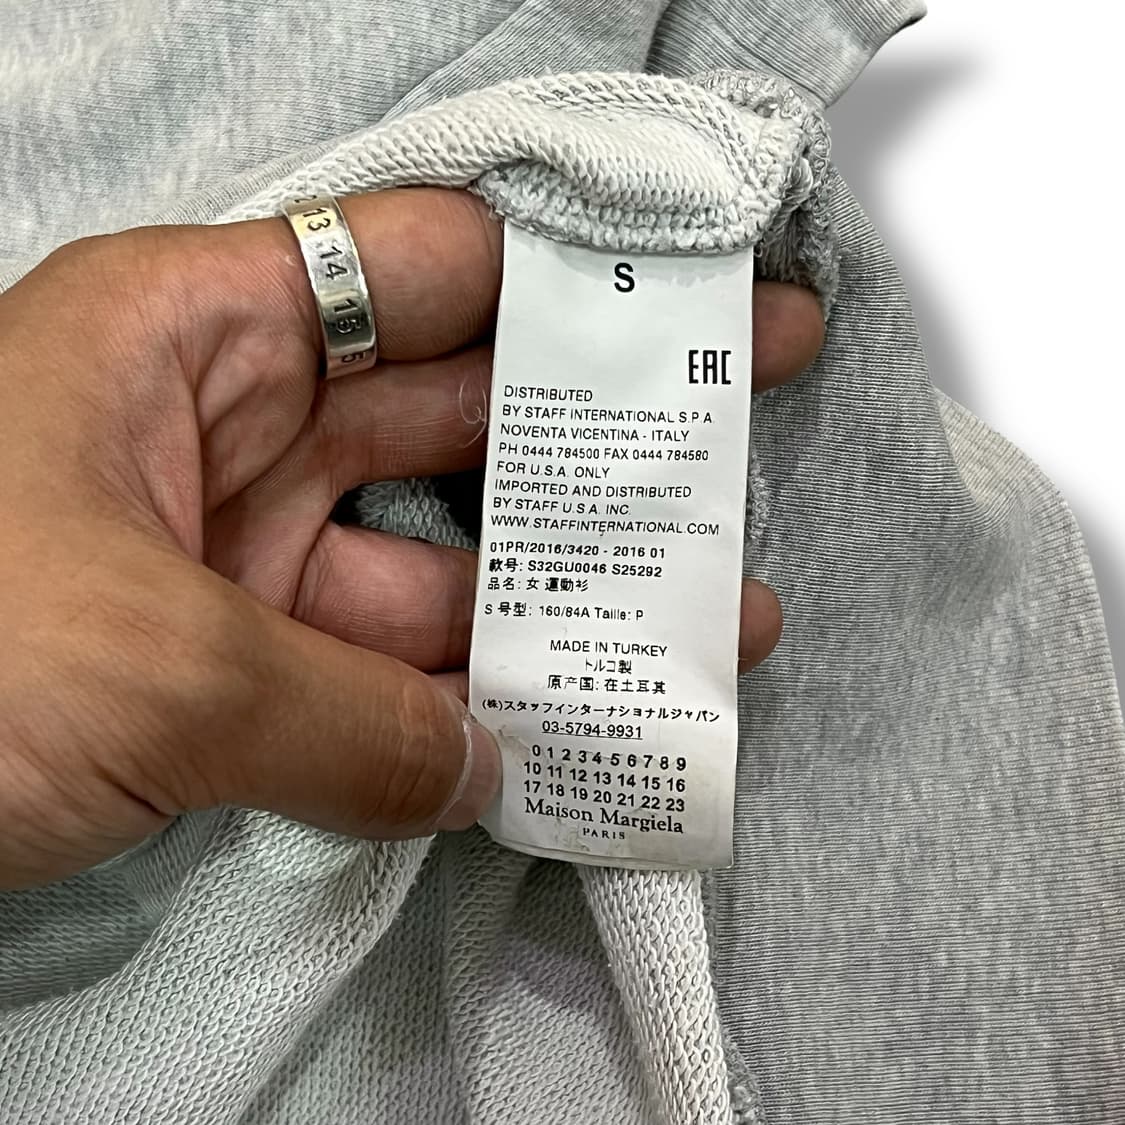 13
14
15
S
EAC
DISTRIBUTED
BY STAFF INTERNATIONAL S.P.A.
NOVENTA VICENTINA - ITALY
PH 0444 784500 FAX 0444 784580
FOR U.S.A. ONLY
IMPORTED AND DISTRIBUTED
BY STAFF U.S.A. INC.
WWW.STAFFINTERNATIONAL.COM
01PR/2016/3420 - 2016 01
款号: S32GU0046 S25292
品名: 女 運動衫
S 号型: 160/84A Taille: P
MADE IN TURKEY
トルコ製
原产国: 在土耳其
(株)スタッフインターナショナルジャパン
03-5794-9931
0 1 2 3 4 5 6 7 8 9
10 11 12 13 14 15 16
17 18 19 20 21 22 23
Maison Margiela
PARIS